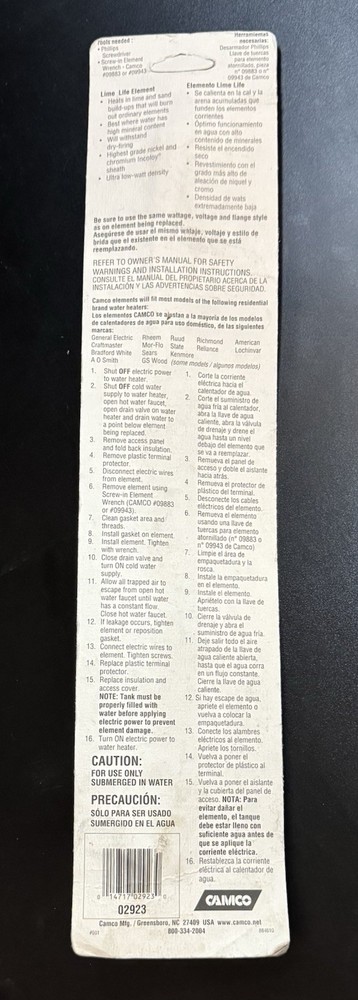 Tools needed:
• Phillips
Screwdriver
• Screw-in Element
Wrench - Camco
#09883 or #09943
Herramientas
necesarias:
Desarmador Phillips
Llave de tuercas
para elemento
atornillado, pieza
n° 09883 o n°
09943 de Camco
Lime Life Element
• Heats in lime and sand
build-ups that will burn
out ordinary elements
• Best where water has
high mineral content
• Will withstand
dry-firing
• Highest grade nickel and
chromium Incoloy®
sheath
• Ultra low-watt density
Elemento Lime Life
• Se calienta en la cal y la
arena acumuladas que
funden los elementos
corrientes
• Optimo funcionamiento
en agua con alto
contenido de minerales
• Resiste el encendido
seco
• Revestimiento con el
grado más alto de
aleación de níquel y
cromo
• Densidad de wats
extremadamente baja
Be sure to use the same wattage, voltage and flange style
as on element being replaced.
Asegúrese de usar el mismo wataje, voltaje y estilo de
brida que el existente en el elemento que se está
reemplazando.
REFER TO OWNER'S MANUAL FOR SAFETY
WARNINGS AND INSTALLATION INSTRUCTIONS.
CONSULTE EL MANUAL DEL PROPIETARIO ACERCA DE LA
INSTALACIÓN Y LAS ADVERTENCIAS SOBRE SEGURIDAD.
Camco elements will fit most models of the following residential
brand water heaters:
Los elementos CAMCO se ajustan a la mayoría de los modelos
de calentadores de agua para uso doméstico, de las siguientes
marcas:
General Electric Rheem Ruud Richmond American
Craftmaster Mor-Flo State Reliance Lochinvar
Bradford White Sears Kenmore
A O Smith GS Wood (some models / algunos modelos)
1. Shut OFF electric power
to water heater.
2. Shut OFF cold water
supply to water heater,
open hot water faucet,
open drain valve on water
heater and drain water to
a point below element
being replaced.
3. Remove access panel
and fold back insulation.
4. Remove plastic terminal
protector.
5. Disconnect electric wires
from element.
6. Remove element using
Screw-in Element
Wrench (CAMCO #09883
or #09943).
7. Clean gasket area and
threads.
8. Install gasket on element.
9. Install element. Tighten
with wrench.
10. Close drain valve and
turn ON cold water
supply.
11. Allow all trapped air to
escape from open hot
water faucet until water
has a constant flow.
Close hot water faucet.
12. If leakage occurs, tighten
element or reposition
gasket.
13. Connect electric wires to
element. Tighten screws.
14. Replace plastic terminal
protector.
15. Replace insulation and
access cover.
NOTE: Tank must be
properly filled with
water before applying
electric power to prevent
element damage.
16. Turn ON electric power to
water heater.
CAUTION:
FOR USE ONLY
SUBMERGED IN WATER
PRECAUCIÓN:
SÓLO PARA SER USADO
SUMERGIDO EN EL AGUA
1. Corte la corriente
eléctrica hacia el
calentador de agua.
2. Corte el suministro de
agua fría al calentador,
abra la llave de agua
caliente, abra la válvula
de drenaje y drene el
agua hasta un nivel
debajo del elemento que
se va a reemplazar.
3. Remueva el panel de
acceso y doble el aislante
hacia atrás.
4. Remueva el protector de
plástico del terminal.
5. Desconecte los cables
eléctricos del elemento.
6. Remueva el elemento
usando una llave de
tuercas para elemento
atornillado (n° 09883 o
n° 09943 de Camco)
7. Limpie el área de
empaquetadura y la
rosca.
8. Instale la empaquetadura
en el elemento.
9. Instale el elemento.
Apriételo con la llave de
tuercas.
10. Cierre la válvula de
drenaje y abra el
suministro de agua fría.
11. Deje salir todo el aire
atrapado de la llave de
agua caliente abierta,
hasta que el agua corra
en un flujo constante.
Cierre la llave de agua
caliente.
12. Si hay escape de agua,
apriete el elemento o
vuelva a colocar la
empaquetadura.
13. Conecte los alambres
eléctricos al elemento.
Apriete los tornillos.
14. Vuelva a poner el
protector de plástico al
terminal.
15. Vuelva a poner el aislante
y la cubierta del panel de
acceso. NOTA: Para
evitar dañar el
elemento, el tanque
debe estar lleno con
suficiente agua antes de
que se aplique la
corriente eléctrica.
16. Restablezca la corriente
eléctrica al calentador de
agua.
0 14717 02923 0
02923
CAMCO
Camco Mfg. / Greensboro, NC 27409 USA www.camco.net
800-334-2004